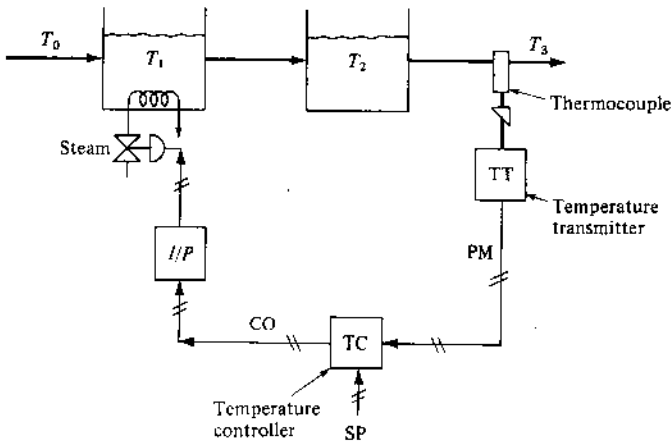 T₀
T₁
T₂
T₃
Thermocouple
Steam
TT
Temperature
transmitter
I/P
PM
CO
TC
Temperature
controller
SP